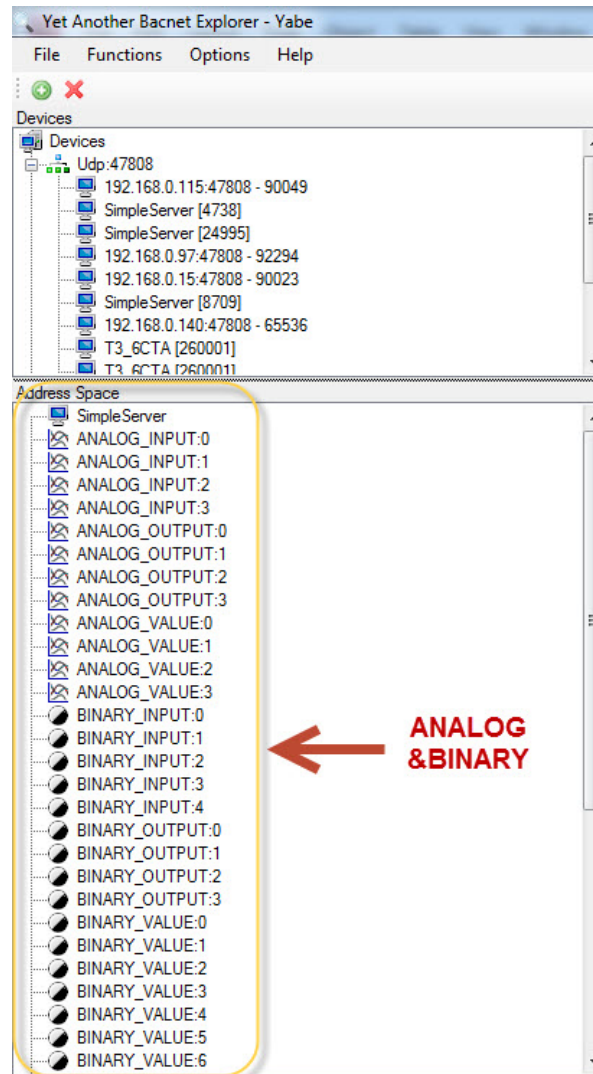 Yet Another Bacnet Explorer - Yabe
File Functions Options Help
Devices
Devices
Udp:47808
192.168.0.115:47808 - 90049
SimpleServer [4738]
SimpleServer [24995]
192.168.0.97:47808 - 92294
192.168.0.15:47808 - 90023
SimpleServer [8709]
192.168.0.140:47808 - 65536
T3_6CTA [260001]
T3_6CTA [260001]
Address Space
SimpleServer
ANALOG_INPUT:0
ANALOG_INPUT:1
ANALOG_INPUT:2
ANALOG_INPUT:3
ANALOG_OUTPUT:0
ANALOG_OUTPUT:1
ANALOG_OUTPUT:2
ANALOG_OUTPUT:3
ANALOG_VALUE:0
ANALOG_VALUE:1
ANALOG_VALUE:2
ANALOG_VALUE:3
BINARY_INPUT:0
BINARY_INPUT:1
BINARY_INPUT:2
BINARY_INPUT:3
BINARY_INPUT:4
BINARY_OUTPUT:0
BINARY_OUTPUT:1
BINARY_OUTPUT:2
BINARY_OUTPUT:3
BINARY_VALUE:0
BINARY_VALUE:1
BINARY_VALUE:2
BINARY_VALUE:3
BINARY_VALUE:4
BINARY_VALUE:5
BINARY_VALUE:6
ANALOG
&BINARY